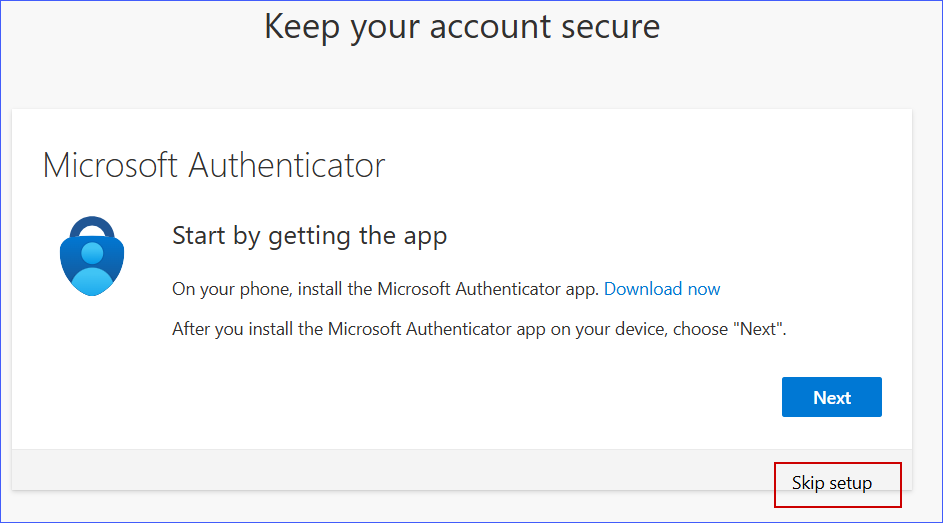 Keep your account secure
Microsoft Authenticator
Start by getting the app
On your phone, install the Microsoft Authenticator app. Download now
After you install the Microsoft Authenticator app on your device, choose "Next".
Next
Skip setup